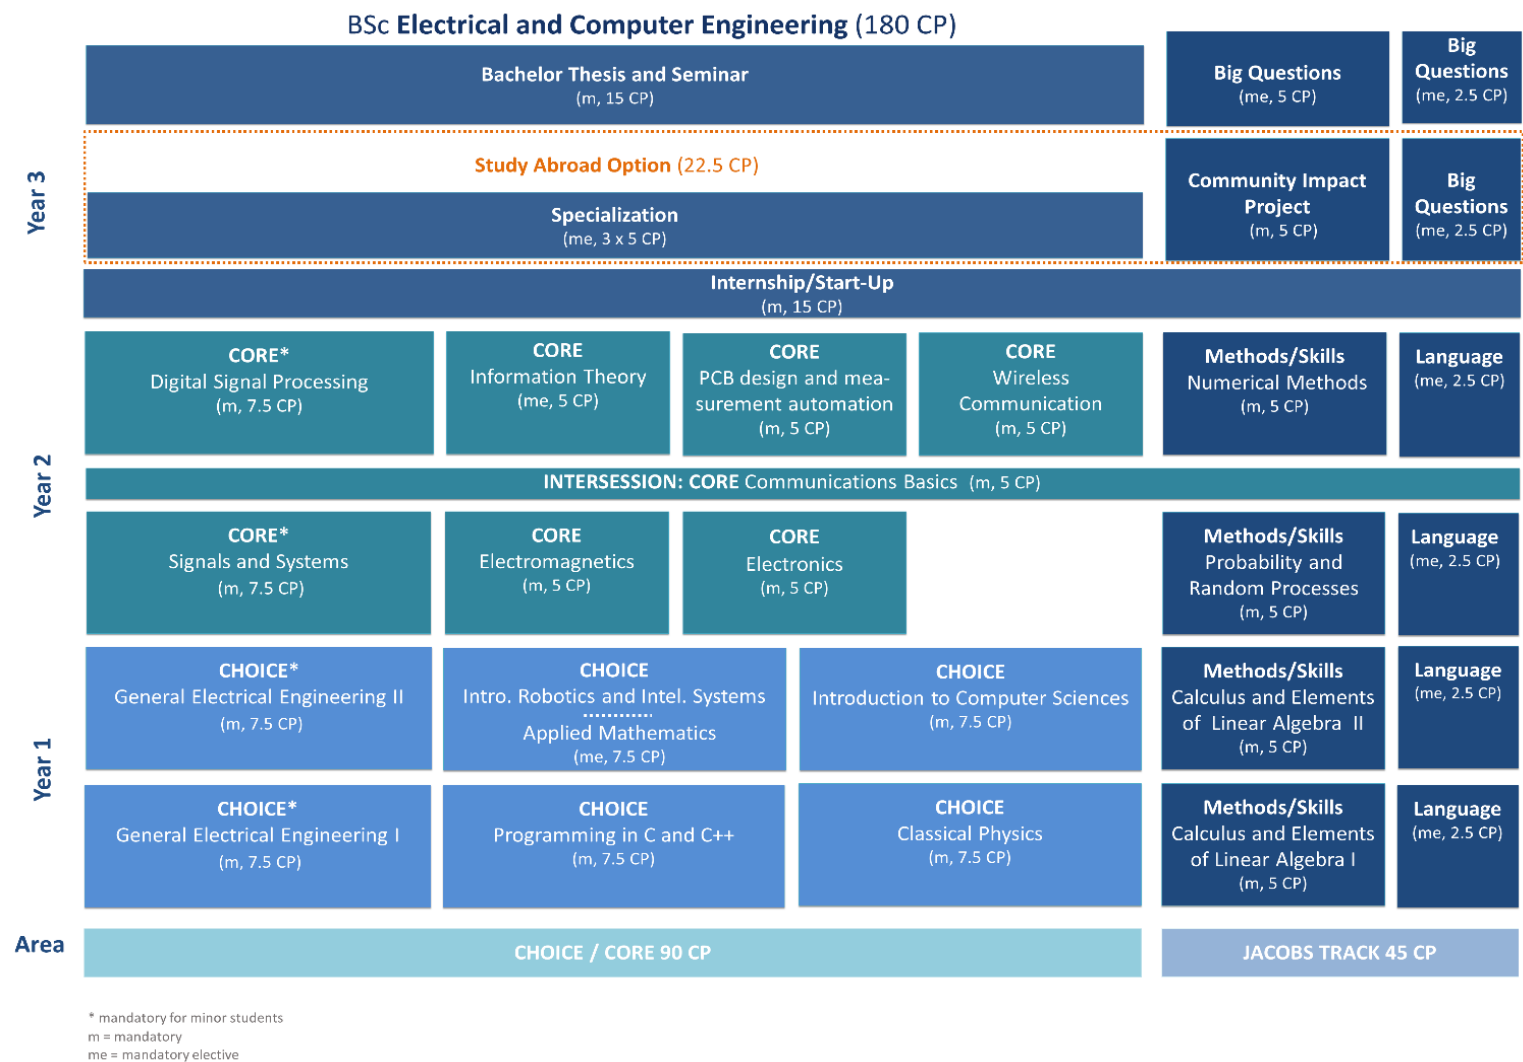 BSc Electrical and Computer Engineering (180 CP)
Year 3
Bachelor Thesis and Seminar
(m, 15 CP)
Big Questions
(me, 5 CP)
Big
Questions
(me, 2.5 CP)
Study Abroad Option (22.5 CP)
Specialization
(me, 3 x 5 CP)
Community Impact
Project
(m, 5 CP)
Big
Questions
(me, 2.5 CP)
Internship/Start-Up
(m, 15 CP)
Year 2
CORE*
Digital Signal Processing
(m, 7.5 CP)
CORE
Information Theory
(me, 5 CP)
CORE
PCB design and mea-
surement automation
(m, 5 CP)
CORE
Wireless
Communication
(m, 5 CP)
Methods/Skills
Numerical Methods
(m, 5 CP)
Language
(me, 2.5 CP)
INTERSESSION: CORE Communications Basics (m, 5 CP)
CORE*
Signals and Systems
(m, 7.5 CP)
CORE
Electromagnetics
(m, 5 CP)
CORE
Electronics
(m, 5 CP)
Methods/Skills
Probability and
Random Processes
(m, 5 CP)
Language
(me, 2.5 CP)
Year 1
CHOICE*
General Electrical Engineering II
(m, 7.5 CP)
CHOICE
Intro. Robotics and Intel. Systems
Applied Mathematics
(me, 7.5 CP)
CHOICE
Introduction to Computer Sciences
(m, 7.5 CP)
Methods/Skills
Calculus and Elements
of Linear Algebra II
(m, 5 CP)
Language
(me, 2.5 CP)
CHOICE*
General Electrical Engineering I
(m, 7.5 CP)
CHOICE
Programming in C and C++
(m, 7.5 CP)
CHOICE
Classical Physics
(m, 7.5 CP)
Methods/Skills
Calculus and Elements
of Linear Algebra I
(m, 5 CP)
Language
(me, 2.5 CP)
Area
CHOICE / CORE 90 CP
JACOBS TRACK 45 CP
* mandatory for minor students
m = mandatory
me = mandatory elective